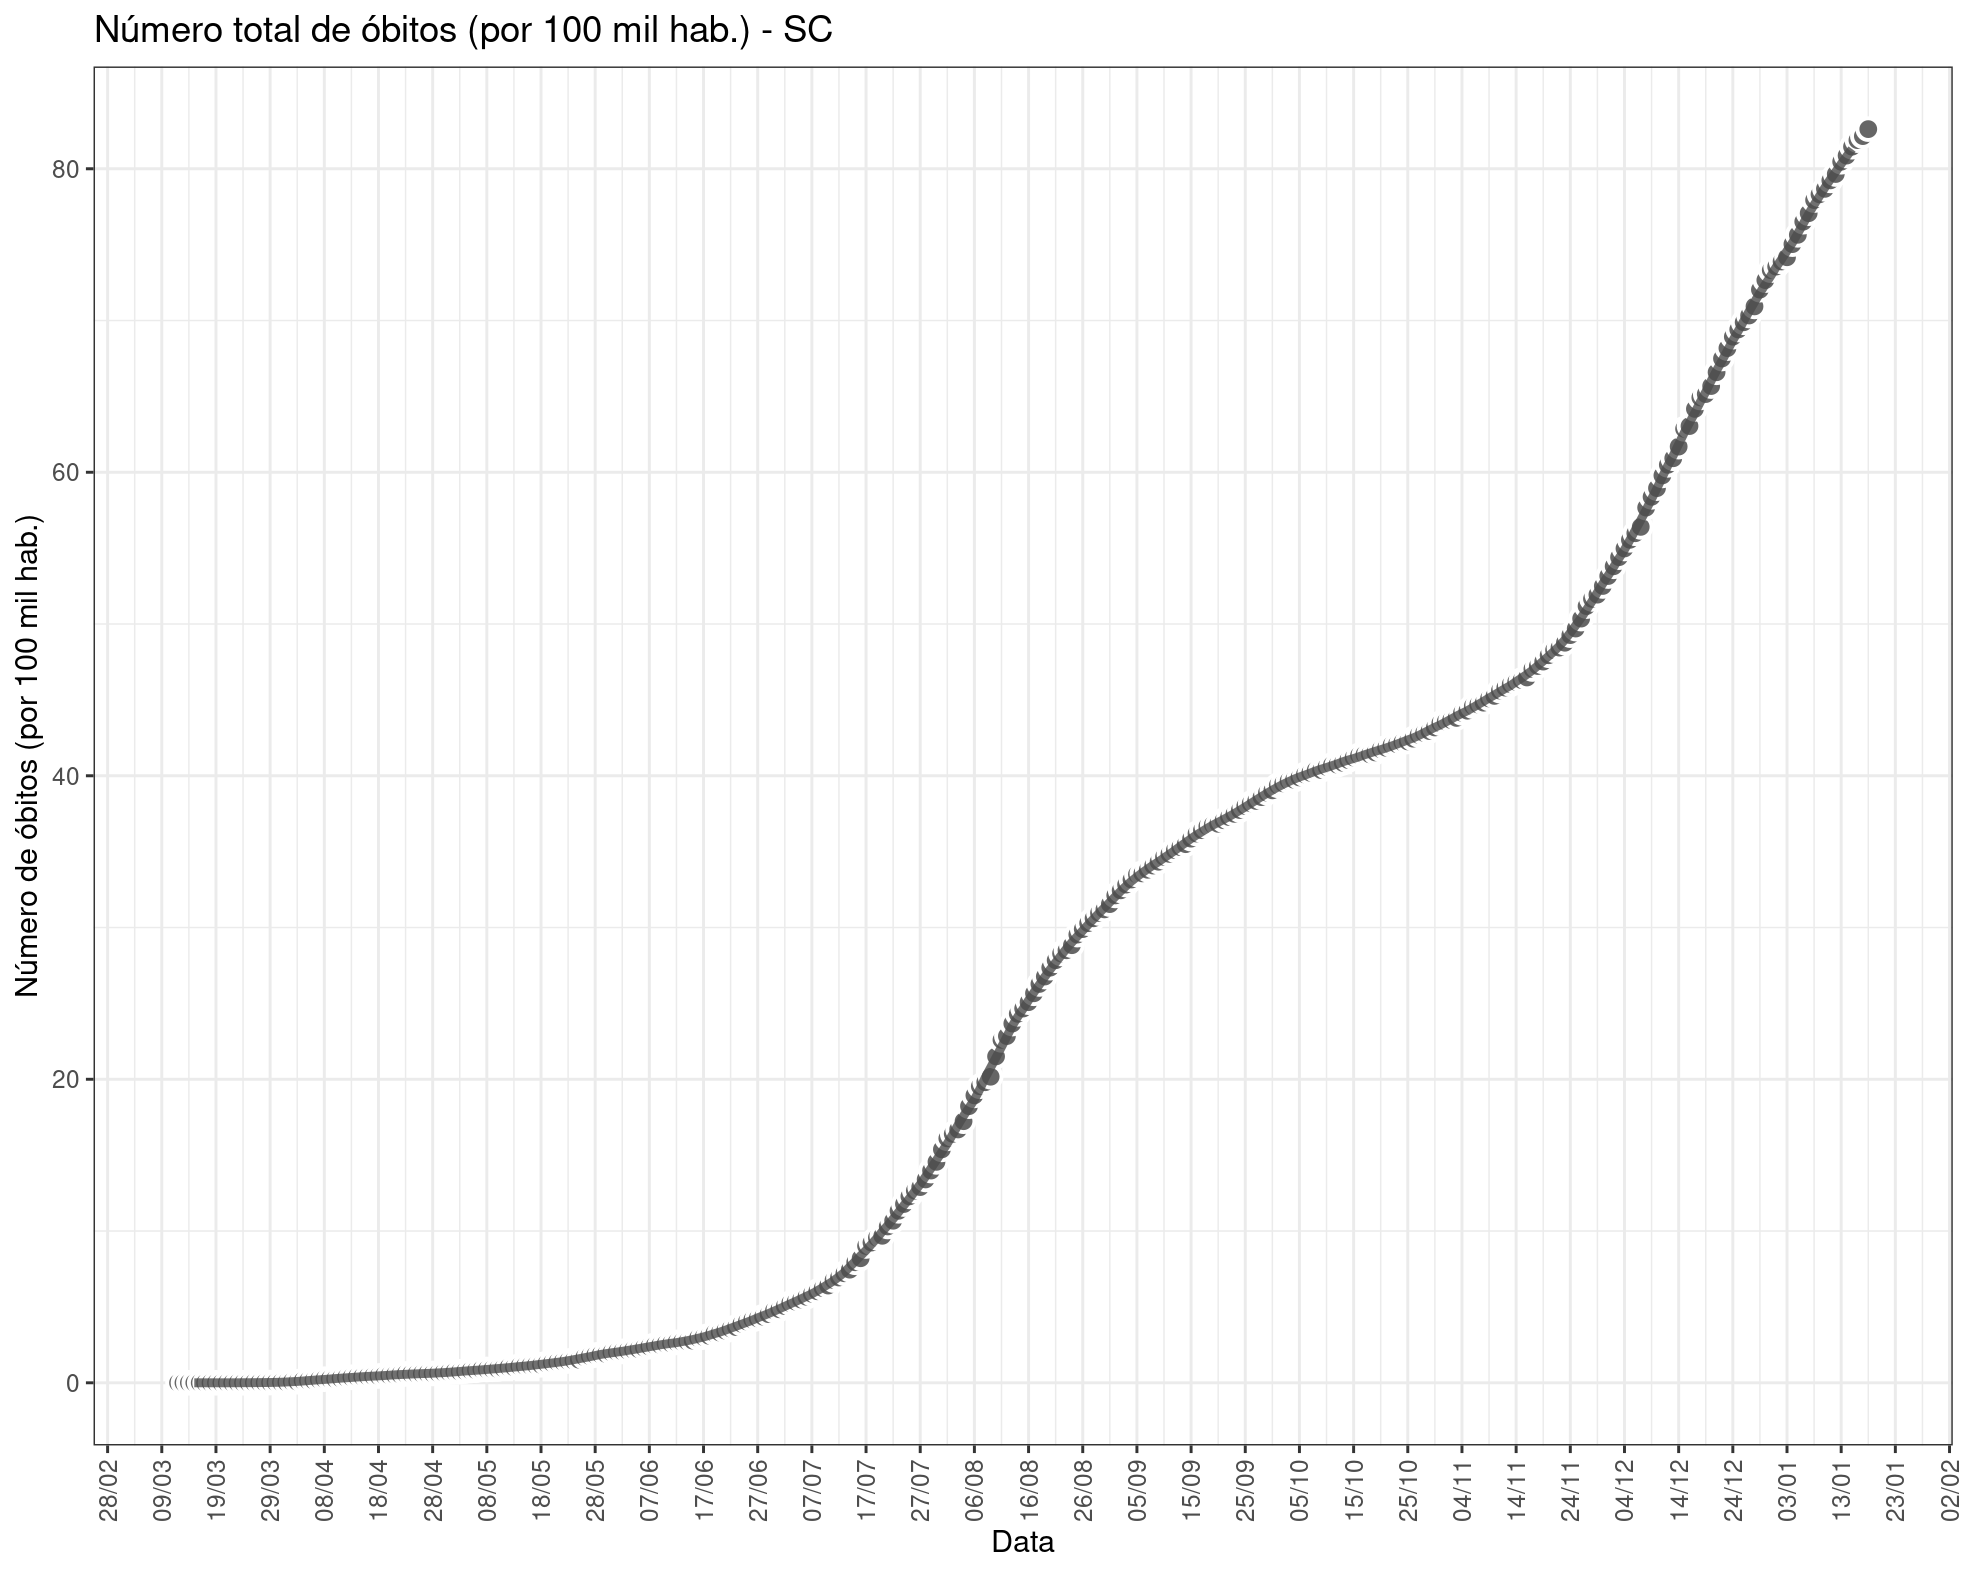 Número total de óbitos (por 100 mil hab.) - SC
Número de óbitos (por 100 mil hab.)
80
60
40
20
0
28/02 09/03 19/03 29/03 08/04 18/04 28/04 08/05 18/05 28/05 07/06 17/06 27/06 07/07 17/07 27/07 06/08 16/08 26/08 05/09 15/09 25/09 05/10 15/10 25/10 04/11 14/11 24/11 04/12 14/12 24/12 03/01 13/01 23/01 02/02
Data